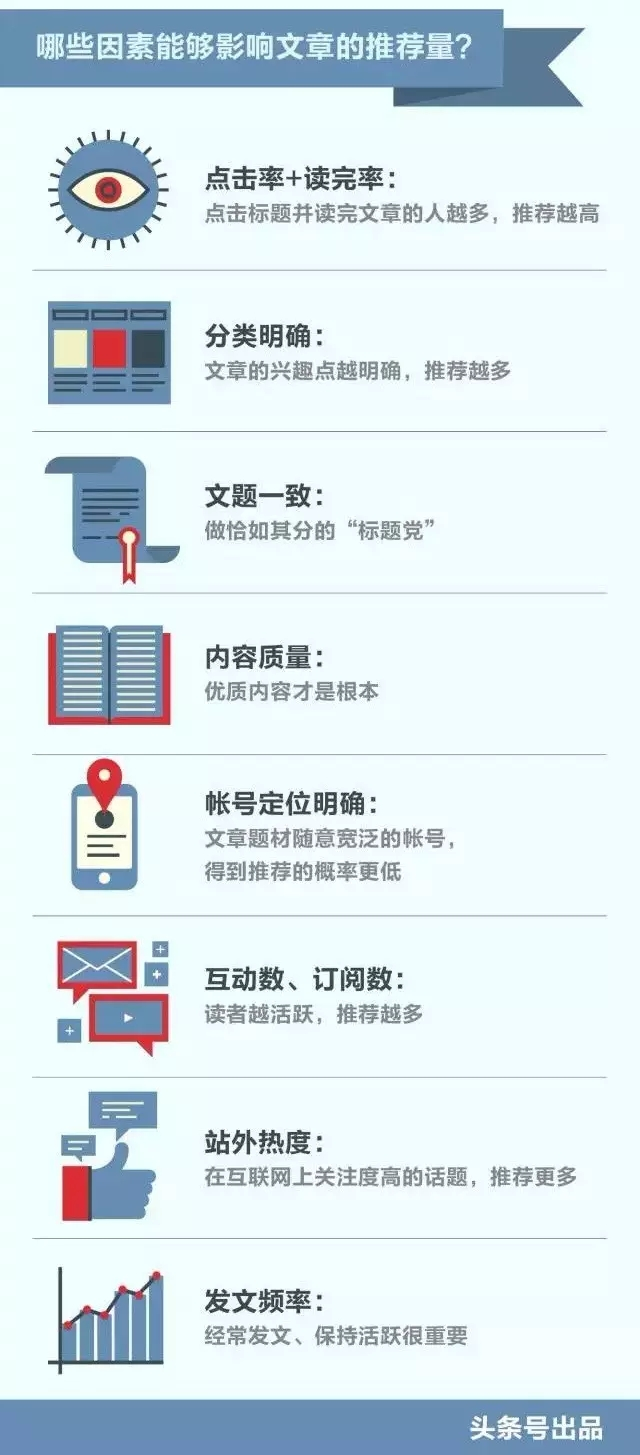 哪些因素能够影响文章的推荐量？
点击率+读完率：
点击标题并读完文章的人越多，推荐越高
分类明确：
文章的兴趣点越明确，推荐越多
文题一致：
做恰如其分的“标题党”
内容质量：
优质内容才是根本
帐号定位明确：
文章题材随意宽泛的帐号，
得到推荐的概率更低
互动数、订阅数：
读者越活跃，推荐越多
站外热度：
在互联网上关注度高的话题，推荐更多
发文频率：
经常发文、保持活跃很重要
头条号出品